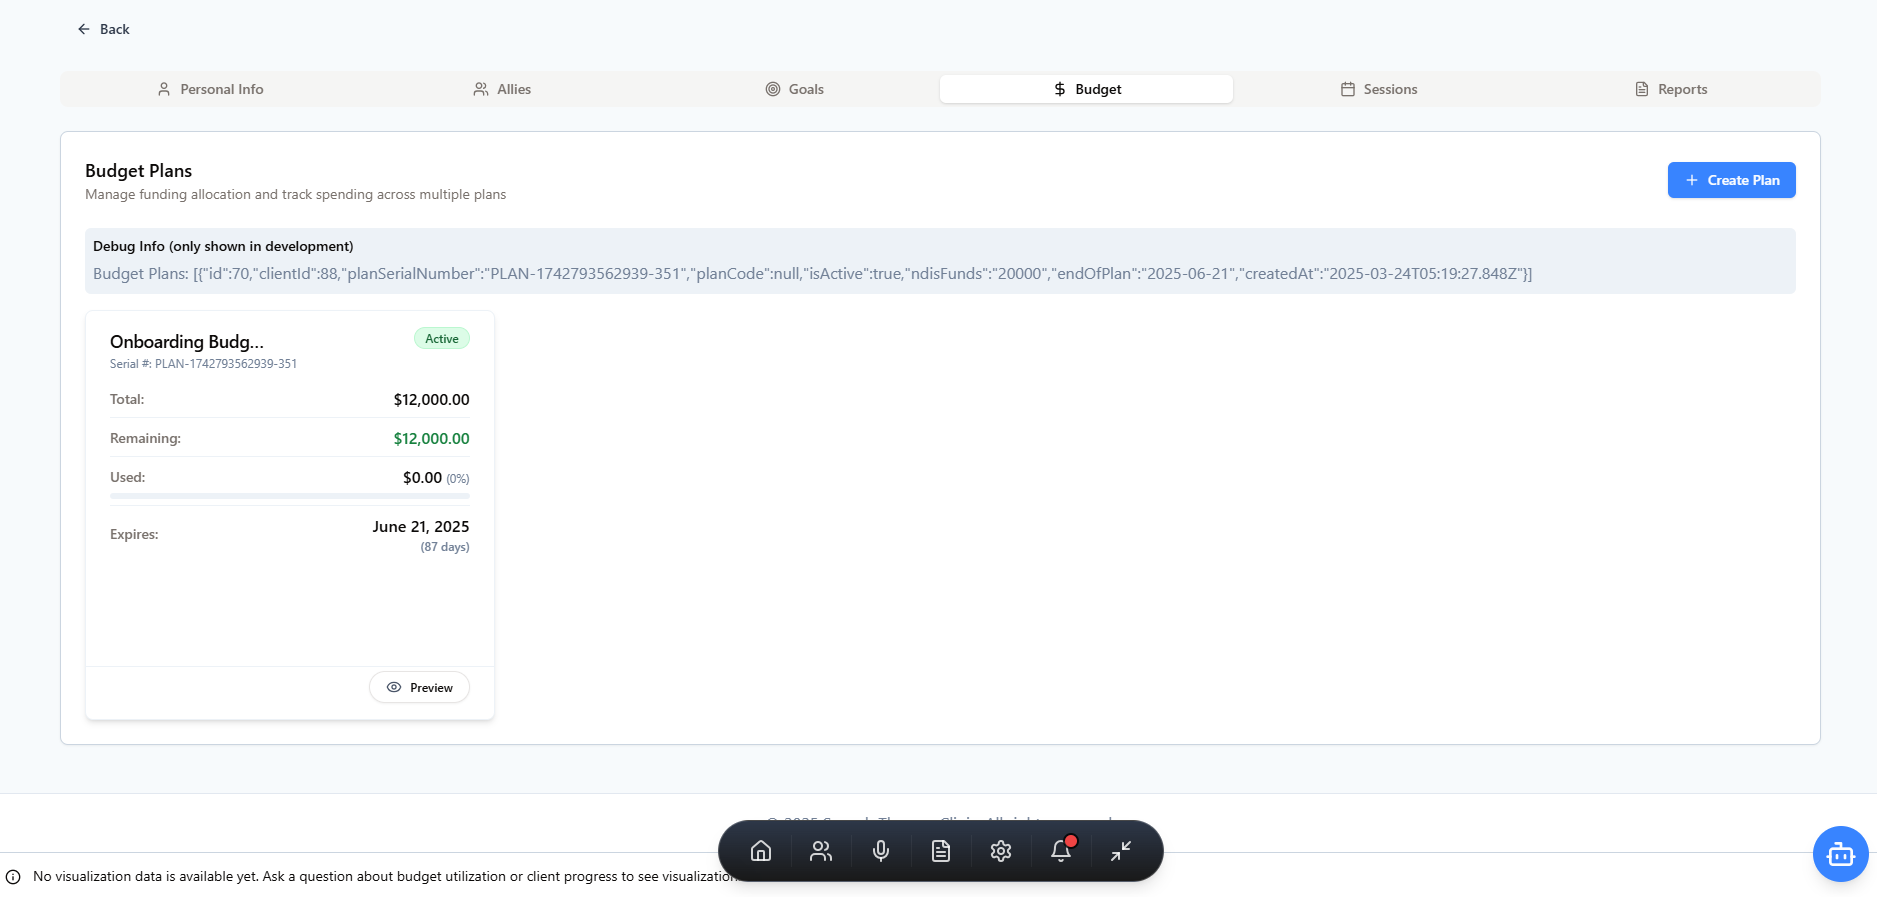 Back
Personal Info
Allies
Goals
Budget
Sessions
Reports
Budget Plans
Manage funding allocation and track spending across multiple plans
Create Plan
Debug Info (only shown in development)
Budget Plans: [{"id":70,"clientId":88,"planSerialNumber":"PLAN-1742793562939-351","planCode":null,"isActive":true,"ndisFunds":"20000","endOfPlan":"2025-06-21","createdAt":"2025-03-24T05:19:27.848Z"}]
Onboarding Budg...
Active
Serial #: PLAN-1742793562939-351
Total:
$12,000.00
Remaining:
$12,000.00
Used:
$0.00 (0%)
Expires:
June 21, 2025
(87 days)
Preview
© 2025
No visualization data is available yet. Ask a question about budget utilization or client progress to see visualization